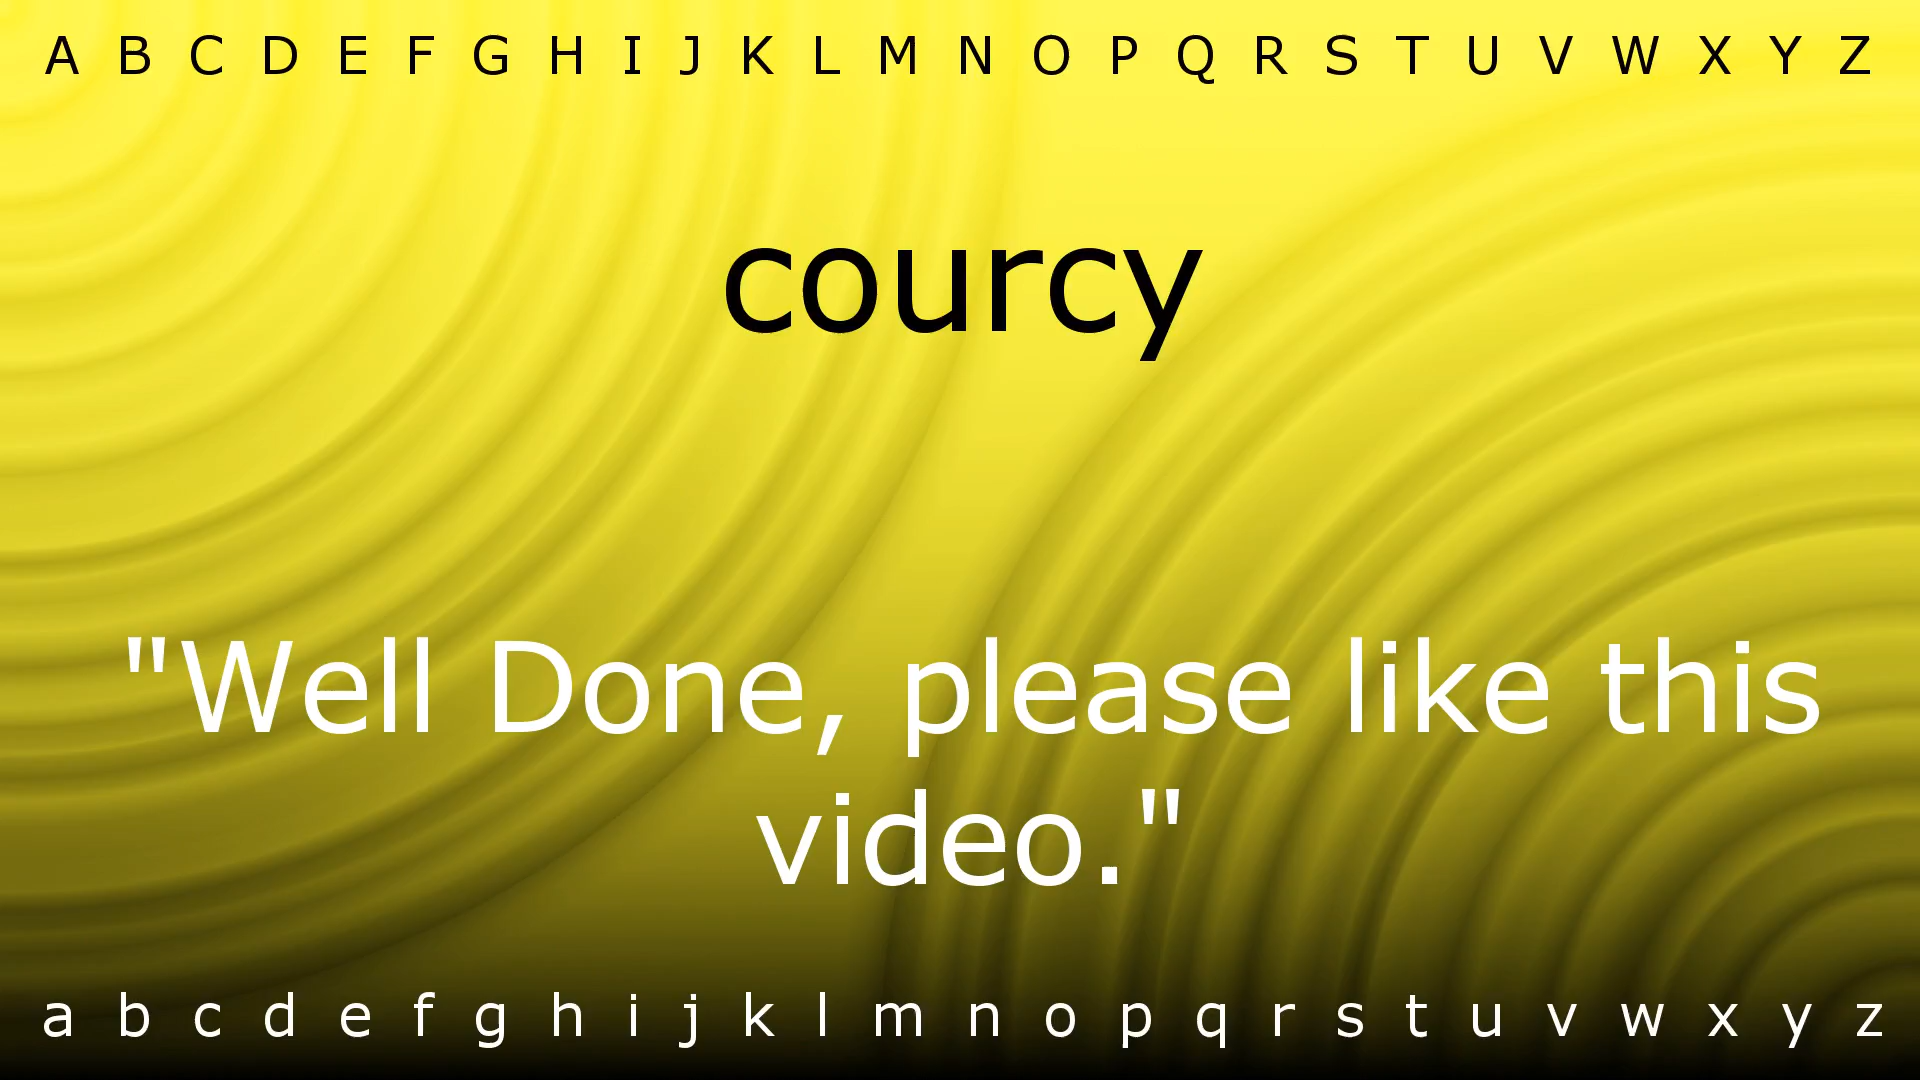 A B C D E F G H I J K L M N O P Q R S T U V W X Y Z
courcy
"Well Done, please like this
video."
a b c d e f g h i j k l m n o p q r s t u v w x y z